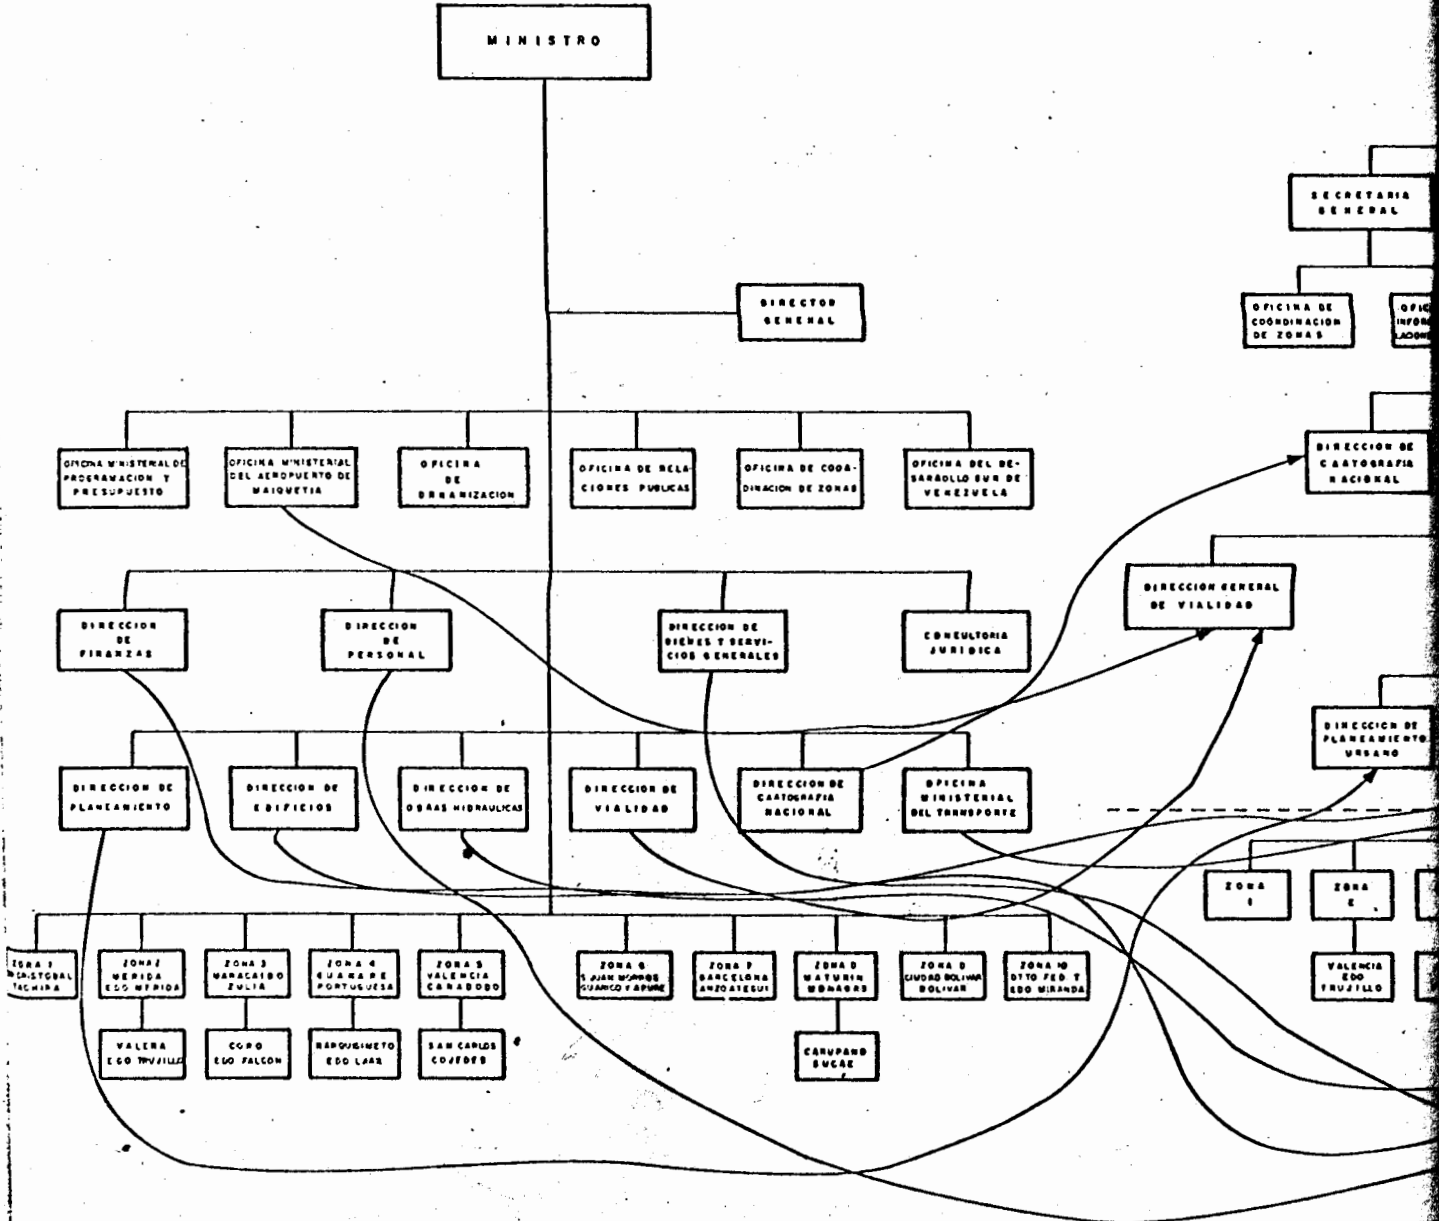 MINISTRO
SECRETARIA
GENERAL
DIRECTOR
GENERAL
OFICINA DE
COORDINACION
DE ZONAS
OFICINA MINISTERIAL DE
PROGRAMACION Y
PRESUPUESTO
OFICINA MINISTERIAL
DEL AEROPUERTO DE
MAIQUETIA
OFICINA
DE
ORGANIZACION
OFICINA DE RELA-
CIONES PUBLICAS
OFICINA DE COOR-
DINACION DE ZONAS
OFICINA DEL DE-
SARROLLO SUR DE
VENEZUELA
DIRECCION DE
CARTOGRAFIA
NACIONAL
DIRECCION GENERAL
DE VIALIDAD
DIRECCION
DE
FINANZAS
DIRECCION
DE
PERSONAL
DIRECCION DE
BIENES Y SERVI-
CIOS GENERALES
CONSULTORIA
JURIDICA
DIRECCION DE
PLANEAMIENTO
URBANO
DIRECCION DE
PLANEAMIENTO
DIRECCION DE
EDIFICIOS
DIRECCION DE
OBRAS HIDRAULICAS
DIRECCION DE
VIALIDAD
DIRECCION DE
CARTOGRAFIA
NACIONAL
OFICINA
MINISTERIAL
DEL TRANSPORTE
ZONA
ZONA
ZONA 1
TACHIRA
ZONA 2
MERIDA
EDO MERIDA
ZONA 3
MARACAIBO
ZULIA
ZONA 4
GUANARE
PORTUGUESA
ZONA 5
VALENCIA
CARABOBO
ZONA 6
S JUAN MORROS
GUARICO Y APURE
ZONA 7
BARCELONA
ANZOATEGUI
ZONA 8
MATURIN
MONAGAS
ZONA 9
CIUDAD BOLIVAR
BOLIVAR
ZONA 10
DTTO FED. Y
EDO MIRANDA
VALENCIA
EDO
TRUJILLO
VALERA
EDO TRUJILLO
CORO
EDO FALCON
BARQUISIMETO
EDO LARA
SAN CARLOS
COJEDES
CARUPANO
SUCRE